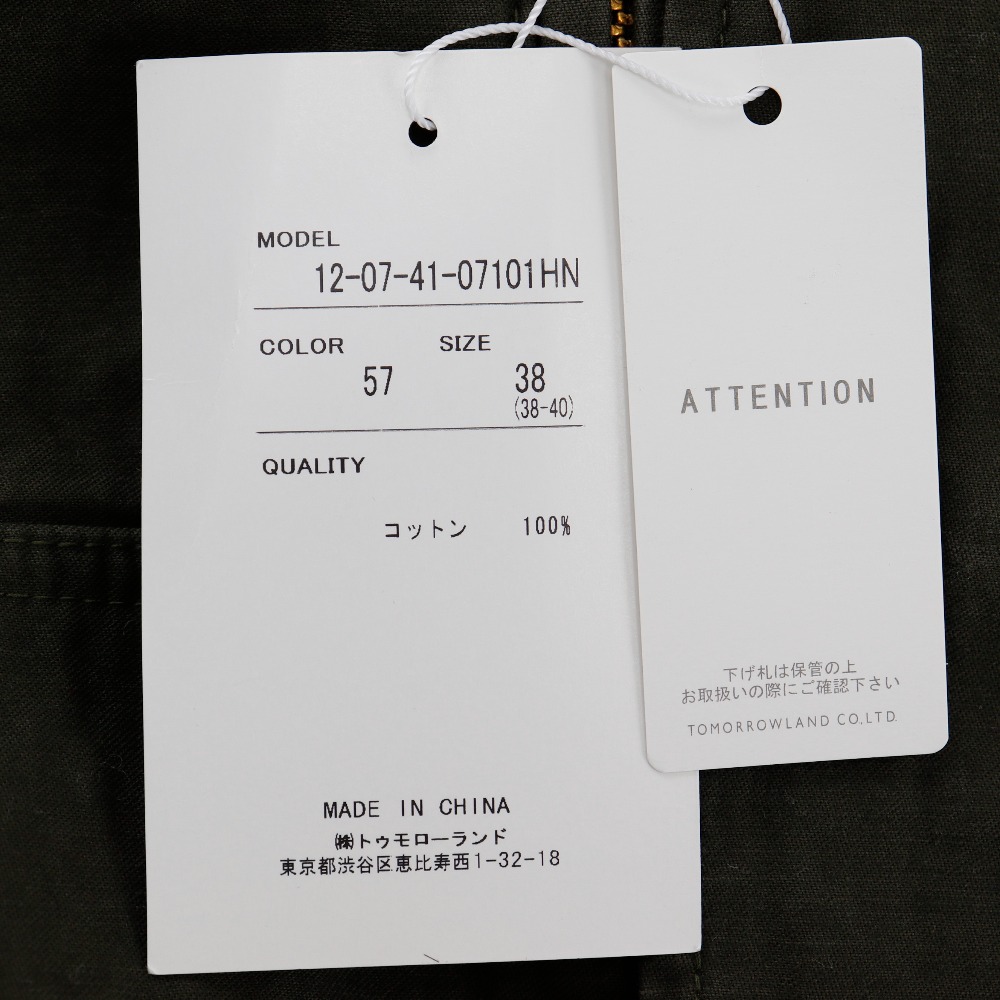 MODEL
12-07-41-07101HN
COLOR SIZE
57 38
(38-40)
QUALITY
コットン 100%
MADE IN CHINA
㈱トゥモローランド
東京都渋谷区恵比寿西1-32-18
ATTENTION
下げ札は保管の上
お取扱いの際にご確認下さい
TOMORROWLAND CO.LTD.